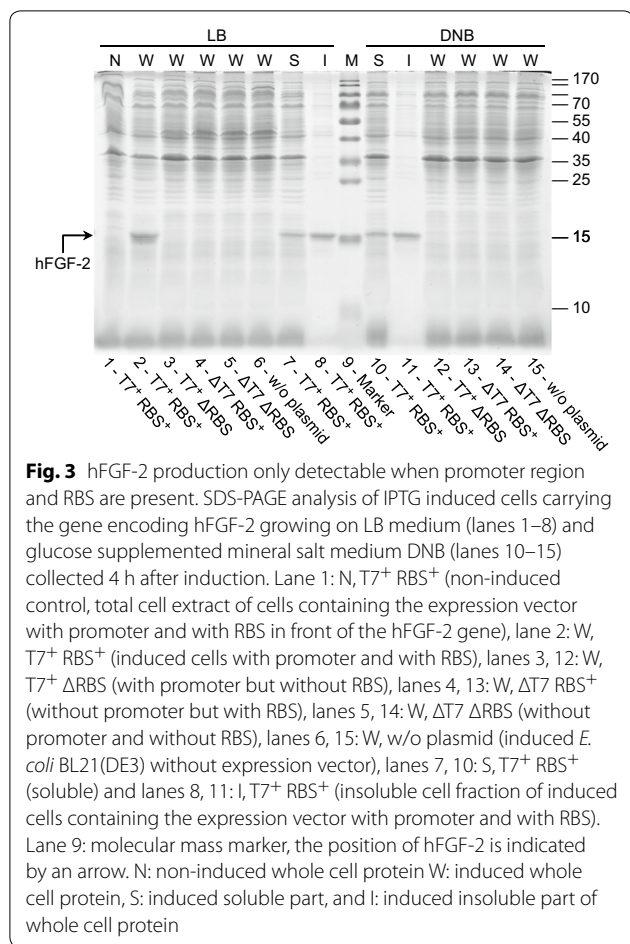 LB DNB
N W W W W W S I M S I W W W W
170
70
55
40
35
25
15
10
hFGF-2
1 - T7+ RBS+
2 - T7+ RBS+
3 - T7+ ΔRBS
4 - ΔT7 RBS+
5 - ΔT7 ΔRBS
6 - w/o plasmid
7 - T7+ RBS+
8 - T7+ RBS+
9 - Marker
10 - T7+ RBS+
11 - T7+ RBS+
12 - T7+ ΔRBS
13 - ΔT7 RBS+
14 - ΔT7 ΔRBS
15 - w/o plasmid
Fig. 3 hFGF-2 production only detectable when promoter region
and RBS are present. SDS-PAGE analysis of IPTG induced cells carrying
the gene encoding hFGF-2 growing on LB medium (lanes 1–8) and
glucose supplemented mineral salt medium DNB (lanes 10–15)
collected 4 h after induction. Lane 1: N, T7+ RBS+ (non-induced
control, total cell extract of cells containing the expression vector
with promoter and with RBS in front of the hFGF-2 gene), lane 2: W,
T7+ RBS+ (induced cells with promoter and with RBS), lanes 3, 12: W,
T7+ ΔRBS (with promoter but without RBS), lanes 4, 13: W, ΔT7 RBS+
(without promoter but with RBS), lanes 5, 14: W, ΔT7 ΔRBS (without
promoter and without RBS), lanes 6, 15: W, w/o plasmid (induced E.
coli BL21(DE3) without expression vector), lanes 7, 10: S, T7+ RBS+
(soluble) and lanes 8, 11: I, T7+ RBS+ (insoluble cell fraction of induced
cells containing the expression vector with promoter and with RBS).
Lane 9: molecular mass marker, the position of hFGF-2 is indicated
by an arrow. N: non-induced whole cell protein W: induced whole
cell protein, S: induced soluble part, and I: induced insoluble part of
whole cell protein